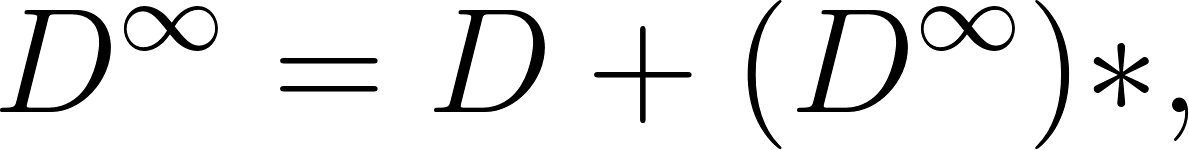 D^∞ = D + (D^∞)*,